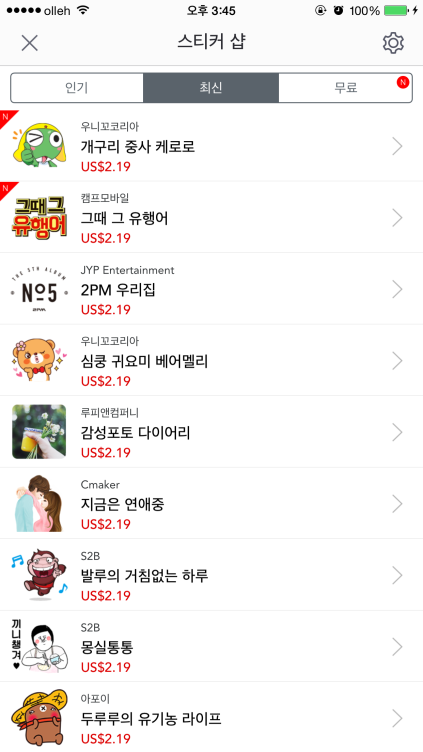 olleh 오후 3:45 100%
스티커 샵
인기 최신 무료 N
N
우니꼬코리아
개구리 중사 케로로
US$2.19
N
그때 그
유행어
캠프모바일
그때 그 유행어
US$2.19
THE 5TH ALBUM
No5
2PM
JYP Entertainment
2PM 우리집
US$2.19
우니꼬코리아
심쿵 귀요미 베어멜리
US$2.19
루피앤컴퍼니
감성포토 다이어리
US$2.19
Cmaker
지금은 연애중
US$2.19
S2B
발루의 거침없는 하루
US$2.19
끼니챙겨
S2B
몽실통통
US$2.19
아포이
두루루의 유기농 라이프
US$2.19